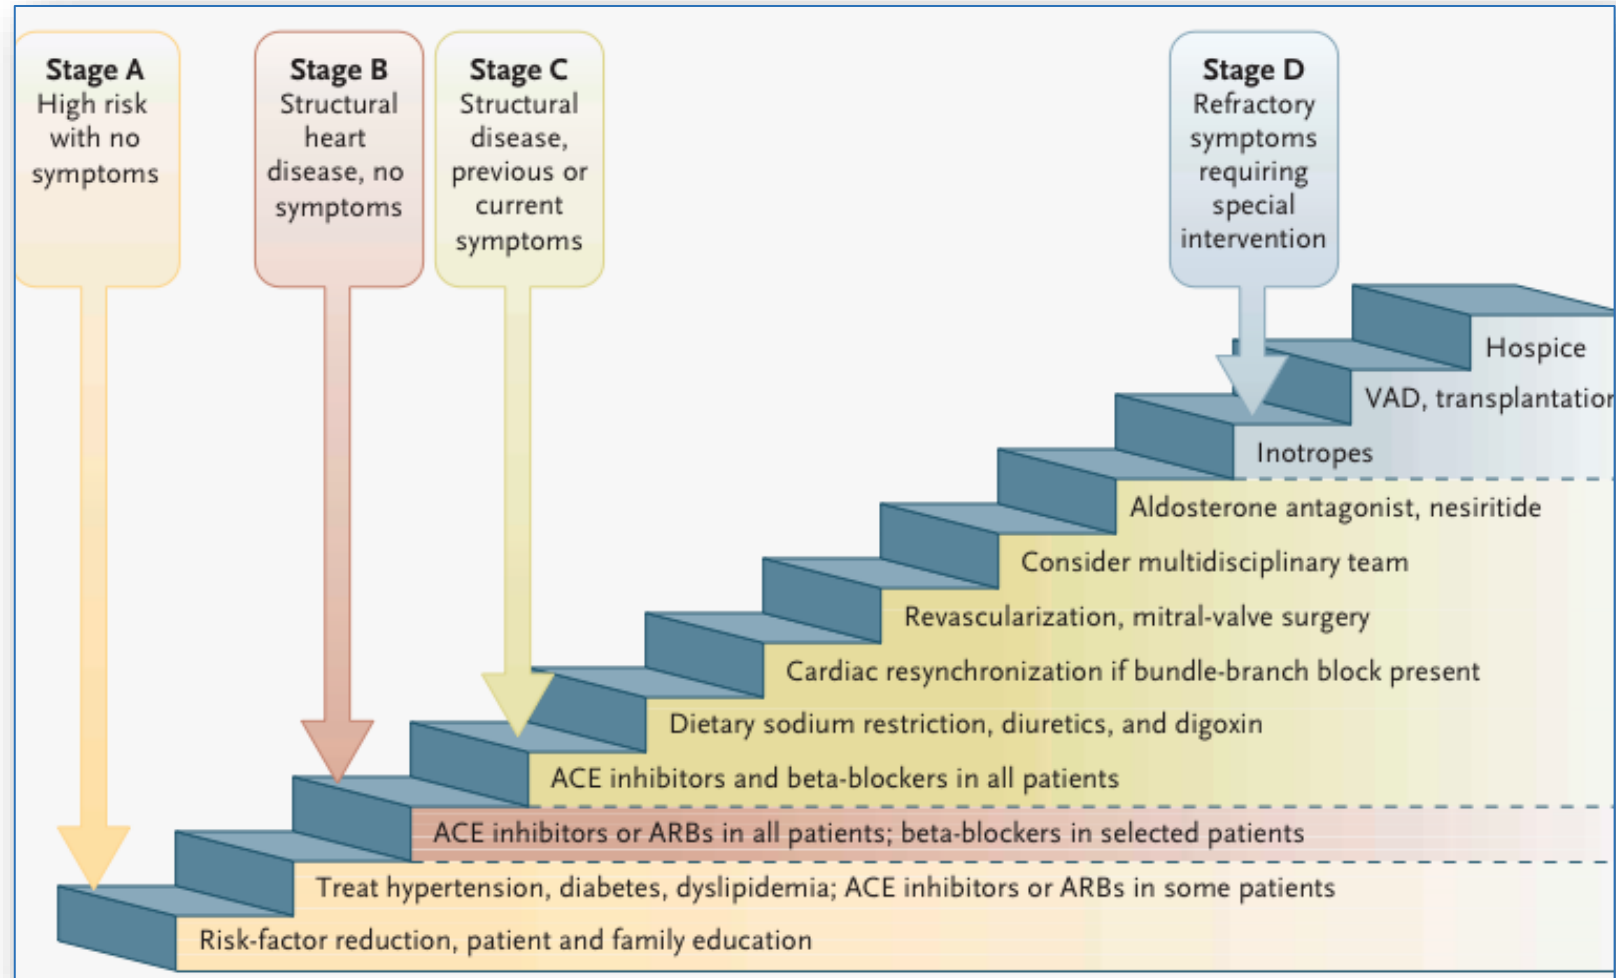 Stage A
High risk
with no
symptoms
Stage B
Structural
heart
disease, no
symptoms
Stage C
Structural
disease,
previous or
current
symptoms
Stage D
Refractory
symptoms
requiring
special
intervention
Hospice
VAD, transplantation
Inotropes
Aldosterone antagonist, nesiritide
Consider multidisciplinary team
Revascularization, mitral-valve surgery
Cardiac resynchronization if bundle-branch block present
Dietary sodium restriction, diuretics, and digoxin
ACE inhibitors and beta-blockers in all patients
ACE inhibitors or ARBs in all patients; beta-blockers in selected patients
Treat hypertension, diabetes, dyslipidemia; ACE inhibitors or ARBs in some patients
Risk-factor reduction, patient and family education